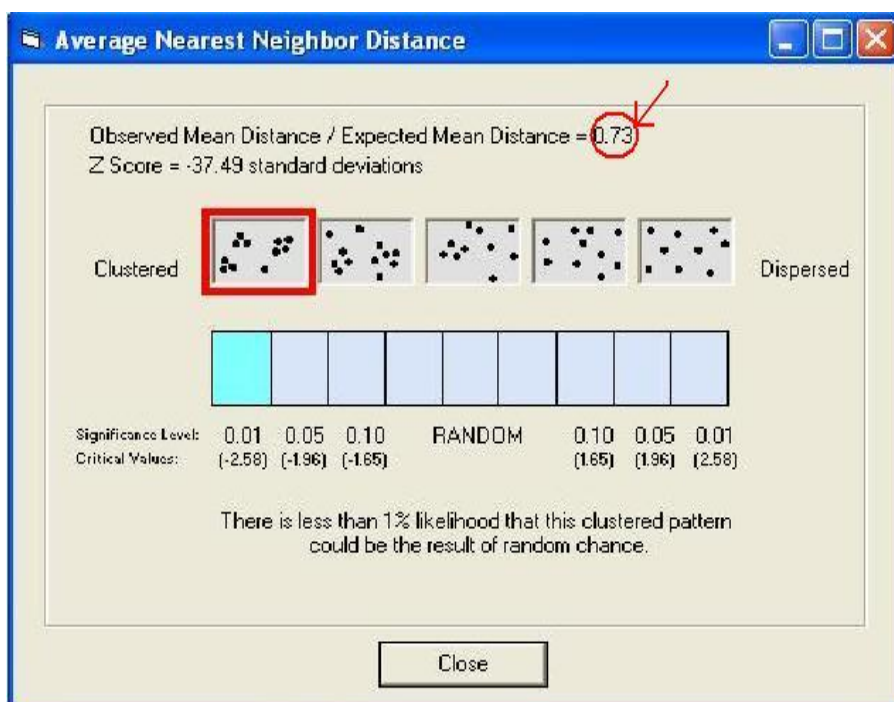 Average Nearest Neighbor Distance
Observed Mean Distance / Expected Mean Distance = 0.73
Z Score = -37.49 standard deviations
Clustered
Dispersed
Significance Level: 0.01 0.05 0.10 RANDOM 0.10 0.05 0.01
Critical Values: (-2.58) (-1.96) (-1.65) (1.65) (1.96) (2.58)
There is less than 1% likelihood that this clustered pattern
could be the result of random chance.
Close